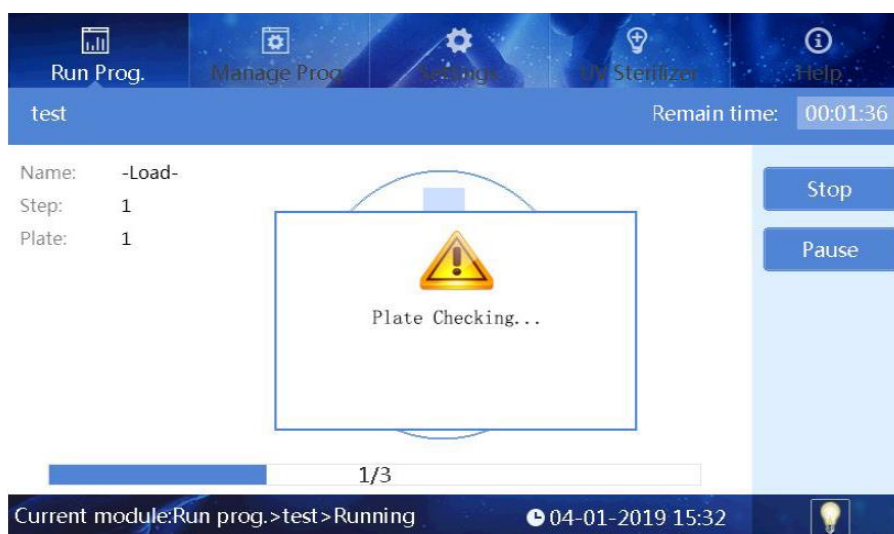 Run Prog. Manage Prog. Settings UV Sterilizer Help
test Remain time: 00:01:36
Name: -Load-
Step: 1
Plate: 1
Stop
Pause
Plate Checking...
1/3
Current module:Run prog.>test>Running 04-01-2019 15:32